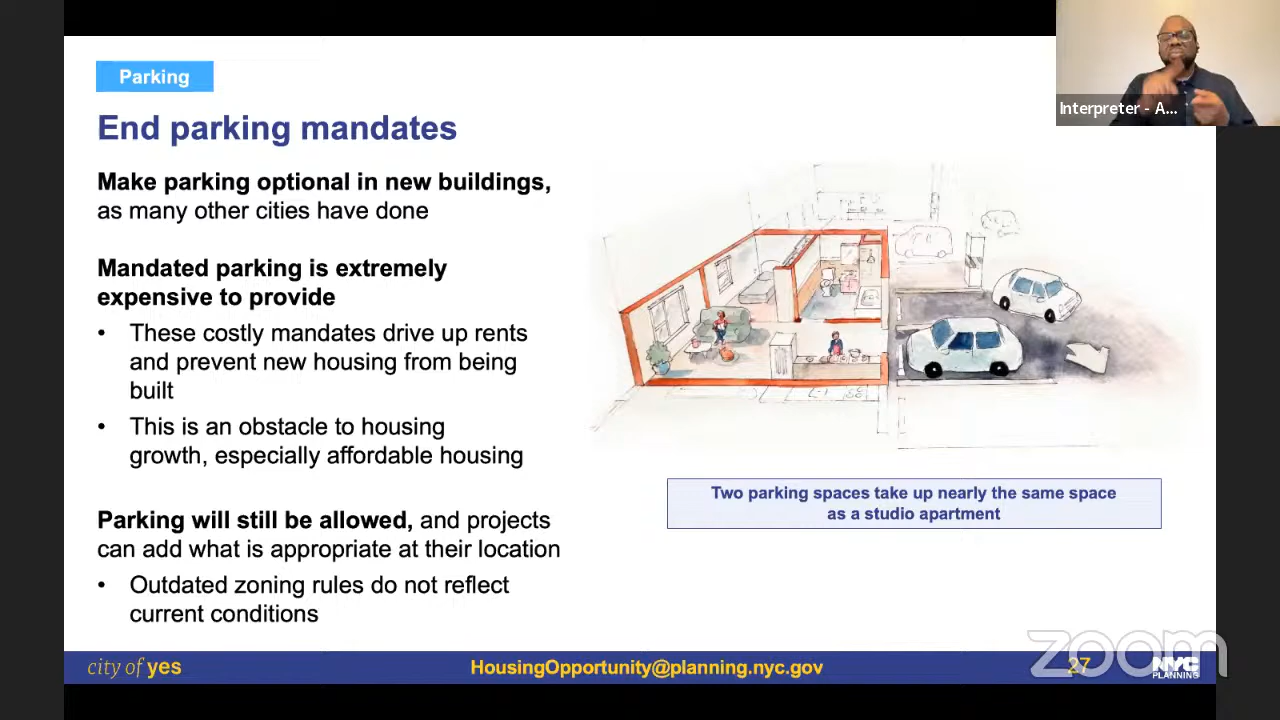 Parking
Interpreter - A...
End parking mandates
Make parking optional in new buildings,
as many other cities have done
Mandated parking is extremely
expensive to provide
• These costly mandates drive up rents
and prevent new housing from being
built
• This is an obstacle to housing
growth, especially affordable housing
Parking will still be allowed, and projects
can add what is appropriate at their location
• Outdated zoning rules do not reflect
current conditions
Two parking spaces take up nearly the same space
as a studio apartment
city of yes
HousingOpportunity@planning.nyc.gov
27
zoom
NYC
PLANNING